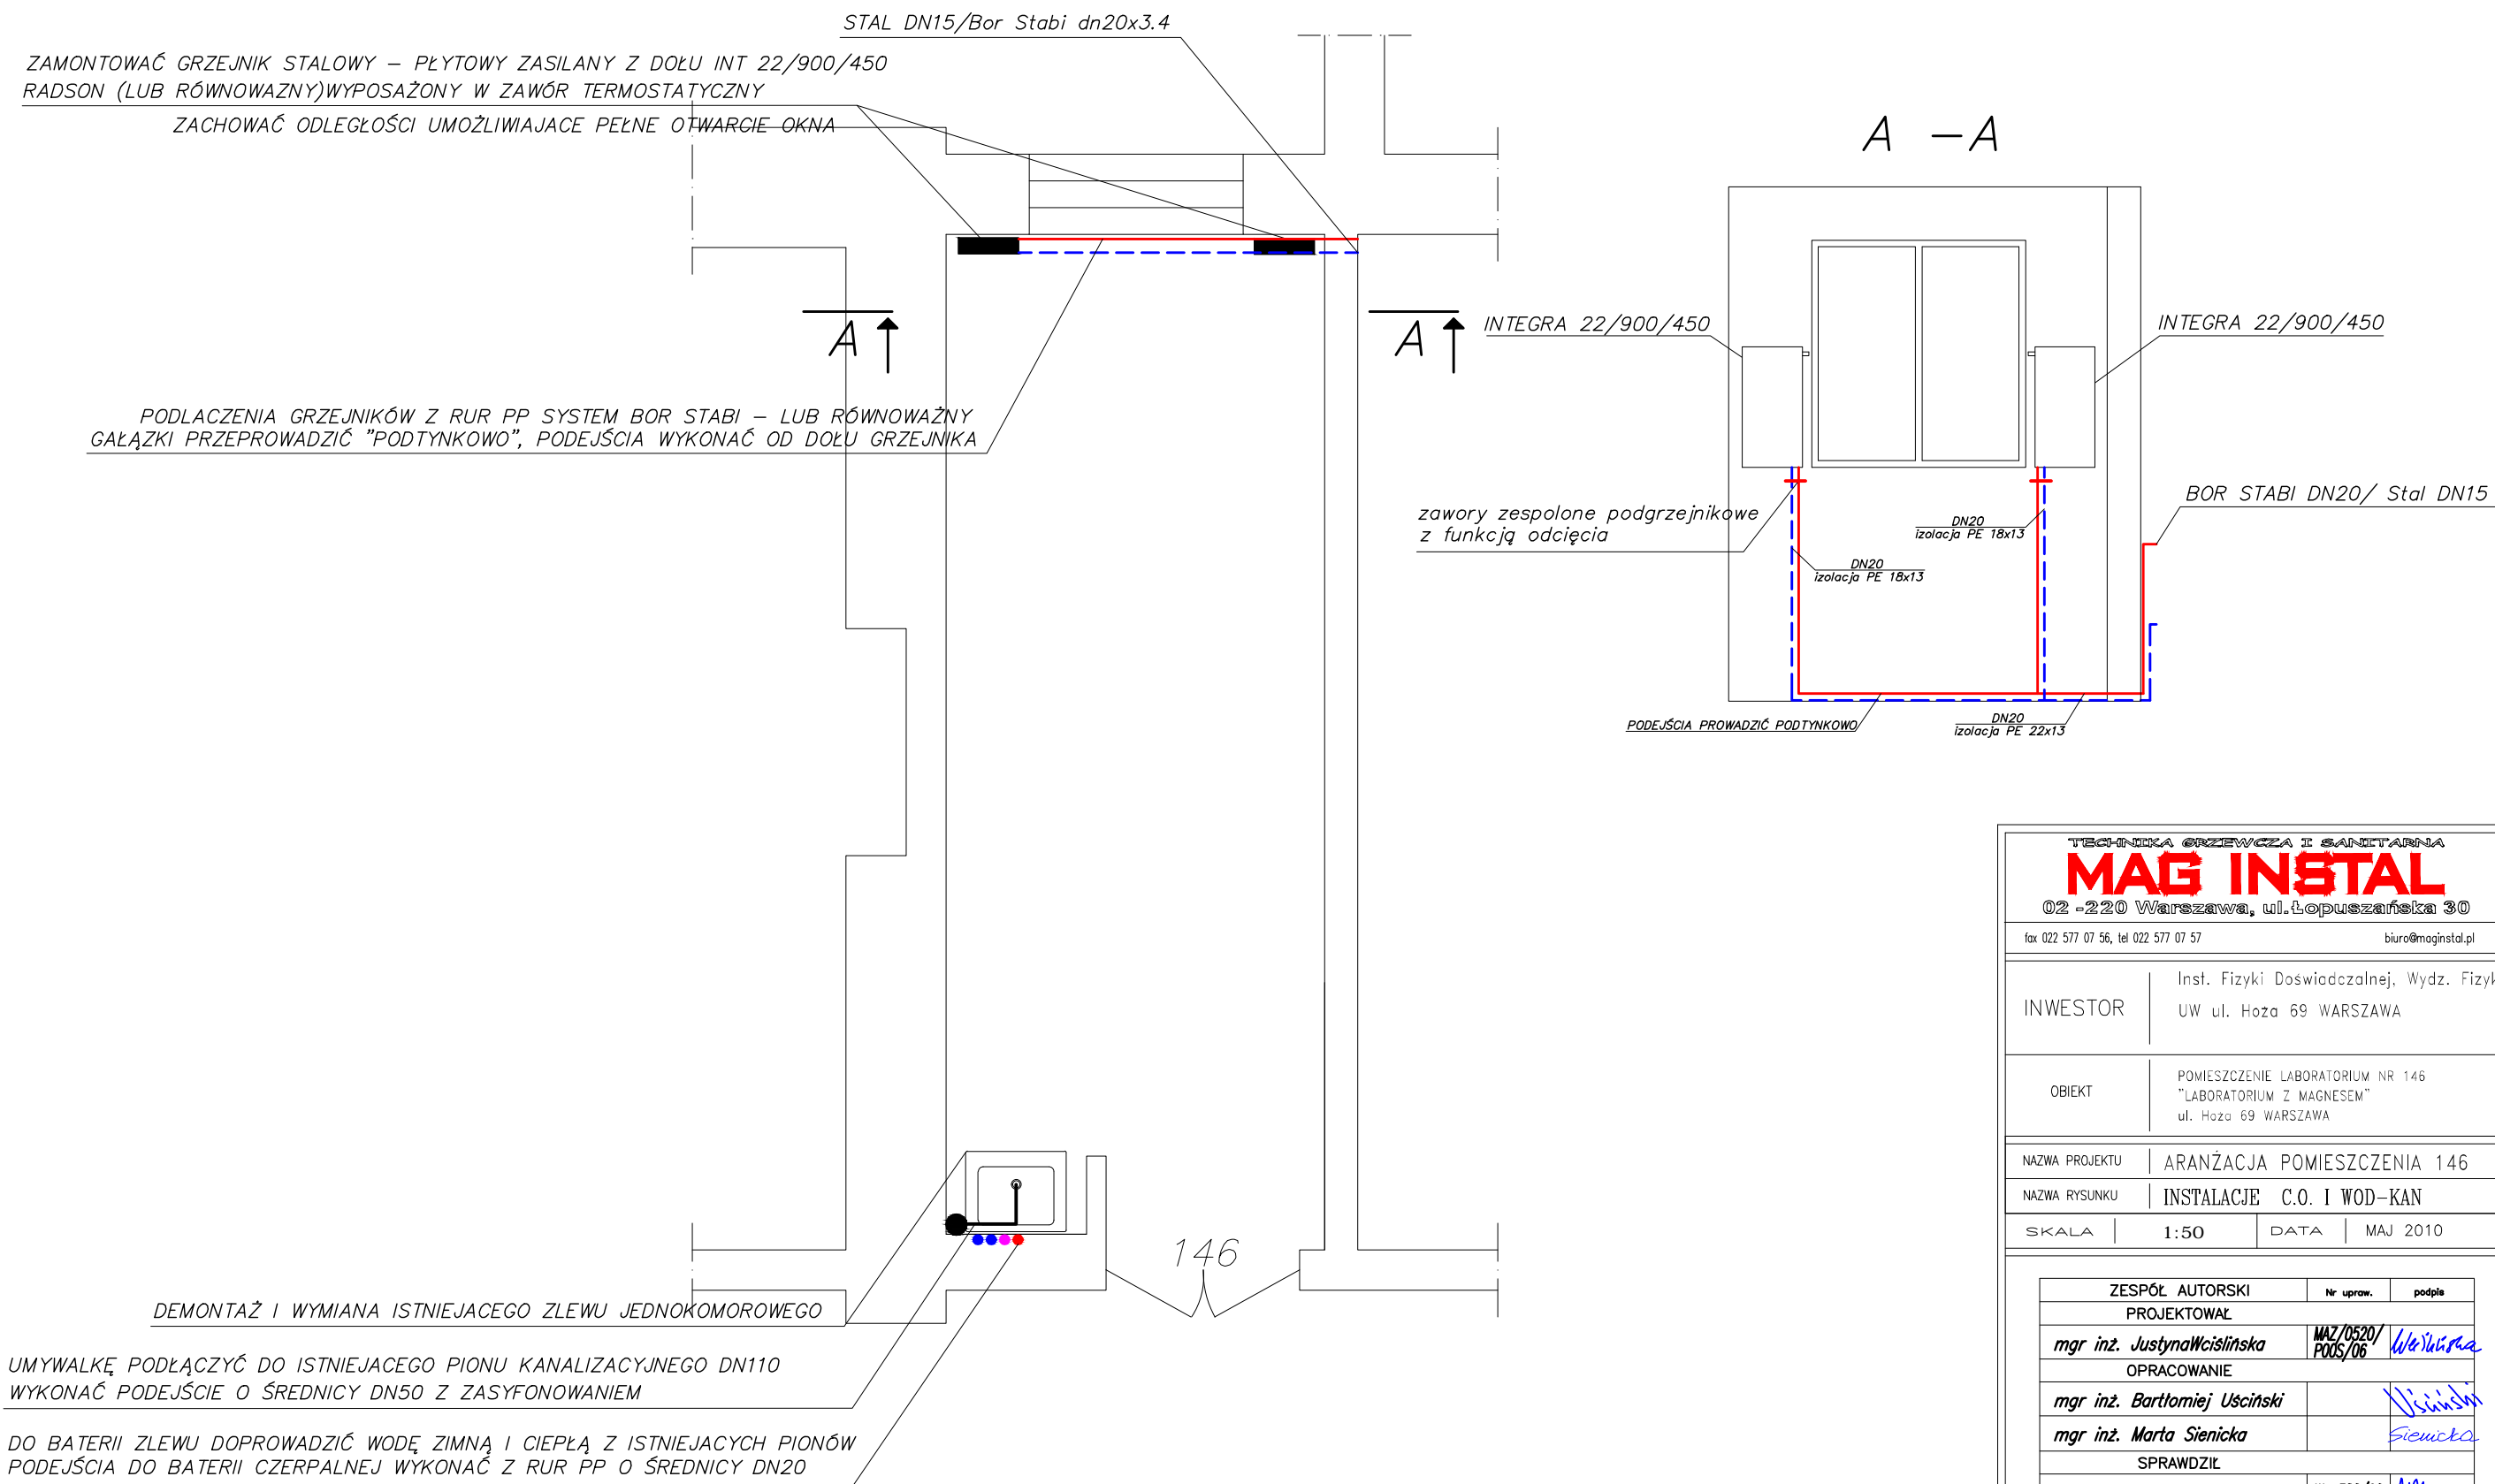 STAL DN15/Bor Stabi dn20x3.4
ZAMONTOWAĆ GRZEJNIK STALOWY – PŁYTOWY ZASILANY Z DOŁU INT 22/900/450
RADSON (LUB RÓWNOWAZNY)WYPOSAŻONY W ZAWÓR TERMOSTATYCZNY
ZACHOWAĆ ODLEGŁOŚCI UMOŻLIWIAJACE PEŁNE OTWARCIE OKNA
A –A
A
A
INTEGRA 22/900/450
INTEGRA 22/900/450
PODLACZENIA GRZEJNIKÓW Z RUR PP SYSTEM BOR STABI – LUB RÓWNOWAŻNY
GAŁĄZKI PRZEPROWADZIĆ "PODTYNKOWO", PODEJŚCIA WYKONAĆ OD DOŁU GRZEJNIKA
BOR STABI DN20/ Stal DN15
zawory zespolone podgrzejnikowe
z funkcją odcięcia
DN20
izolacja PE 18x13
DN20
izolacja PE 18x13
PODEJŚCIA PROWADZIĆ PODTYNKOWO
DN20
izolacja PE 22x13
TECHNIKA GRZEWCZA I SANITARNA
MAG INSTAL
02 -220 Warszawa, ul.Łopuszańska 30
fax 022 577 07 56, tel 022 577 07 57 biuro@maginstal.pl
INWESTOR
Inst. Fizyki Doświadczalnej, Wydz. Fizyk
UW ul. Hoża 69 WARSZAWA
OBIEKT
POMIESZCZENIE LABORATORIUM NR 146
"LABORATORIUM Z MAGNESEM"
ul. Hoża 69 WARSZAWA
NAZWA PROJEKTU ARANŻACJA POMIESZCZENIA 146
NAZWA RYSUNKU INSTALACJE C.O. I WOD–KAN
SKALA 1:50 DATA MAJ 2010
146
DEMONTAŻ I WYMIANA ISTNIEJACEGO ZLEWU JEDNOKOMOROWEGO
UMYWALKĘ PODŁĄCZYĆ DO ISTNIEJACEGO PIONU KANALIZACYJNEGO DN110
WYKONAĆ PODEJŚCIE O ŚREDNICY DN50 Z ZASYFONOWANIEM
DO BATERII ZLEWU DOPROWADZIĆ WODĘ ZIMNĄ I CIEPŁĄ Z ISTNIEJACYCH PIONÓW
PODEJŚCIA DO BATERII CZERPALNEJ WYKONAĆ Z RUR PP O ŚREDNICY DN20
ZESPÓŁ AUTORSKI Nr upraw. podpis
PROJEKTOWAŁ
mgr inż. JustynaWciślińska MAZ/0520/
POOS/06
OPRACOWANIE
mgr inż. Bartłomiej Uściński Uściński
mgr inż. Marta Sienicka Sienicka
SPRAWDZIŁ